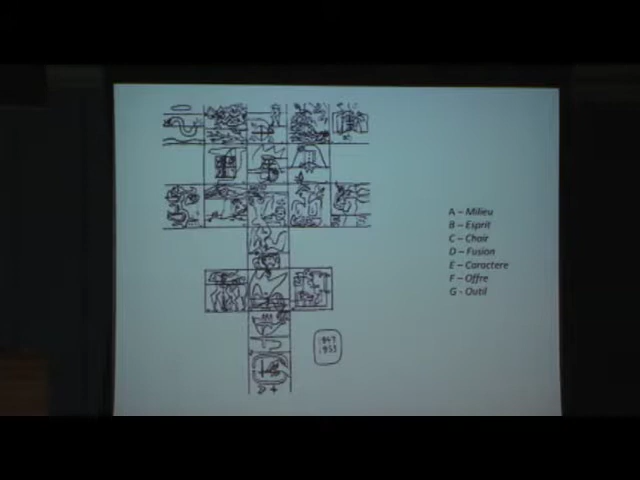 A – Milieu
B – Esprit
C – Chair
D – Fusion
E – Caractere
F – Offre
G - Outil
1947
1953